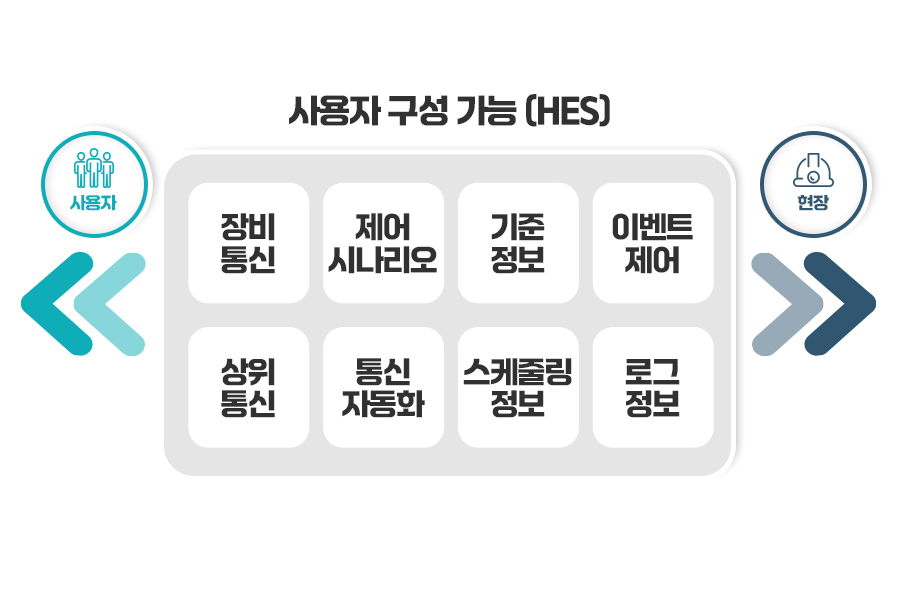 사용자 구성 가능 (HES)
사용자
현장
장비
통신
제어
시나리오
기준
정보
이벤트
제어
상위
통신
통신
자동화
스케줄링
정보
로그
정보